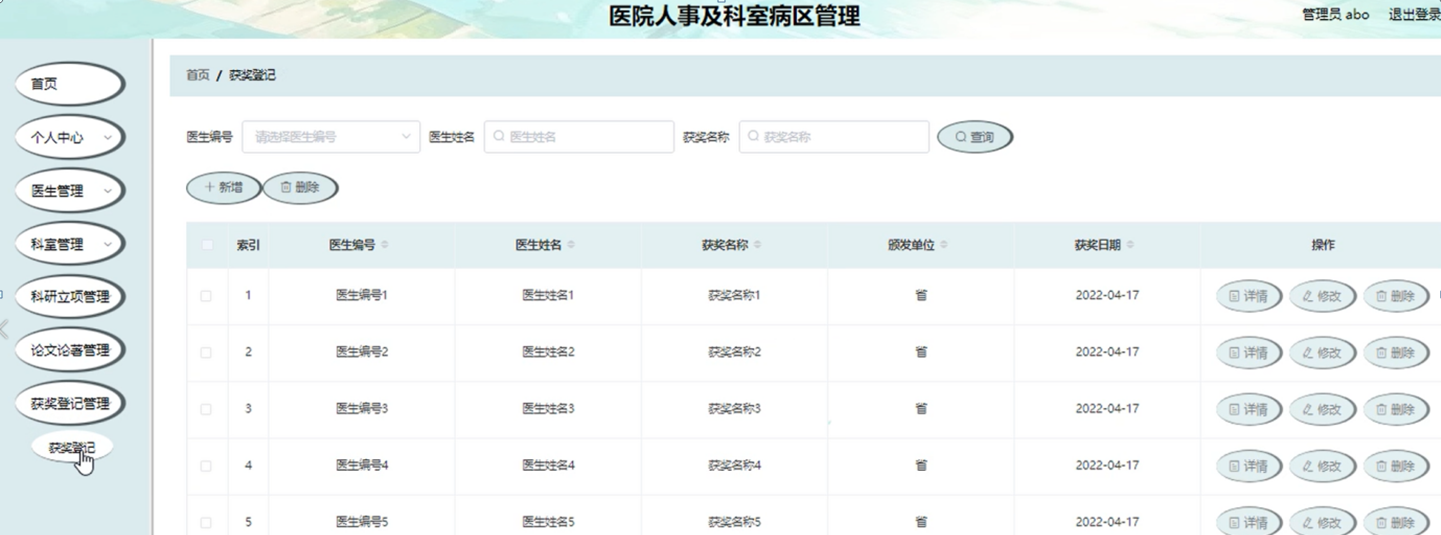 医院人事及科室病区管理
管理员 abo 退出登录
首页
个人中心
医生管理
科室管理
科研立项管理
论文论著管理
获奖登记管理
获奖登记
首页 / 获奖登记
医生编号 请选择医生编号 医生姓名 医生姓名 获奖名称 获奖名称 查询
新增 删除
索引 医生编号 医生姓名 获奖名称 颁发单位 获奖日期 操作
1 医生编号1 医生姓名1 获奖名称1 省 2022-04-17 详情 修改 删除
2 医生编号2 医生姓名2 获奖名称2 省 2022-04-17 详情 修改 删除
3 医生编号3 医生姓名3 获奖名称3 省 2022-04-17 详情 修改 删除
4 医生编号4 医生姓名4 获奖名称4 省 2022-04-17 详情 修改 删除
5 医生编号5 医生姓名5 获奖名称5 省 2022-04-17 详情 修改 删除